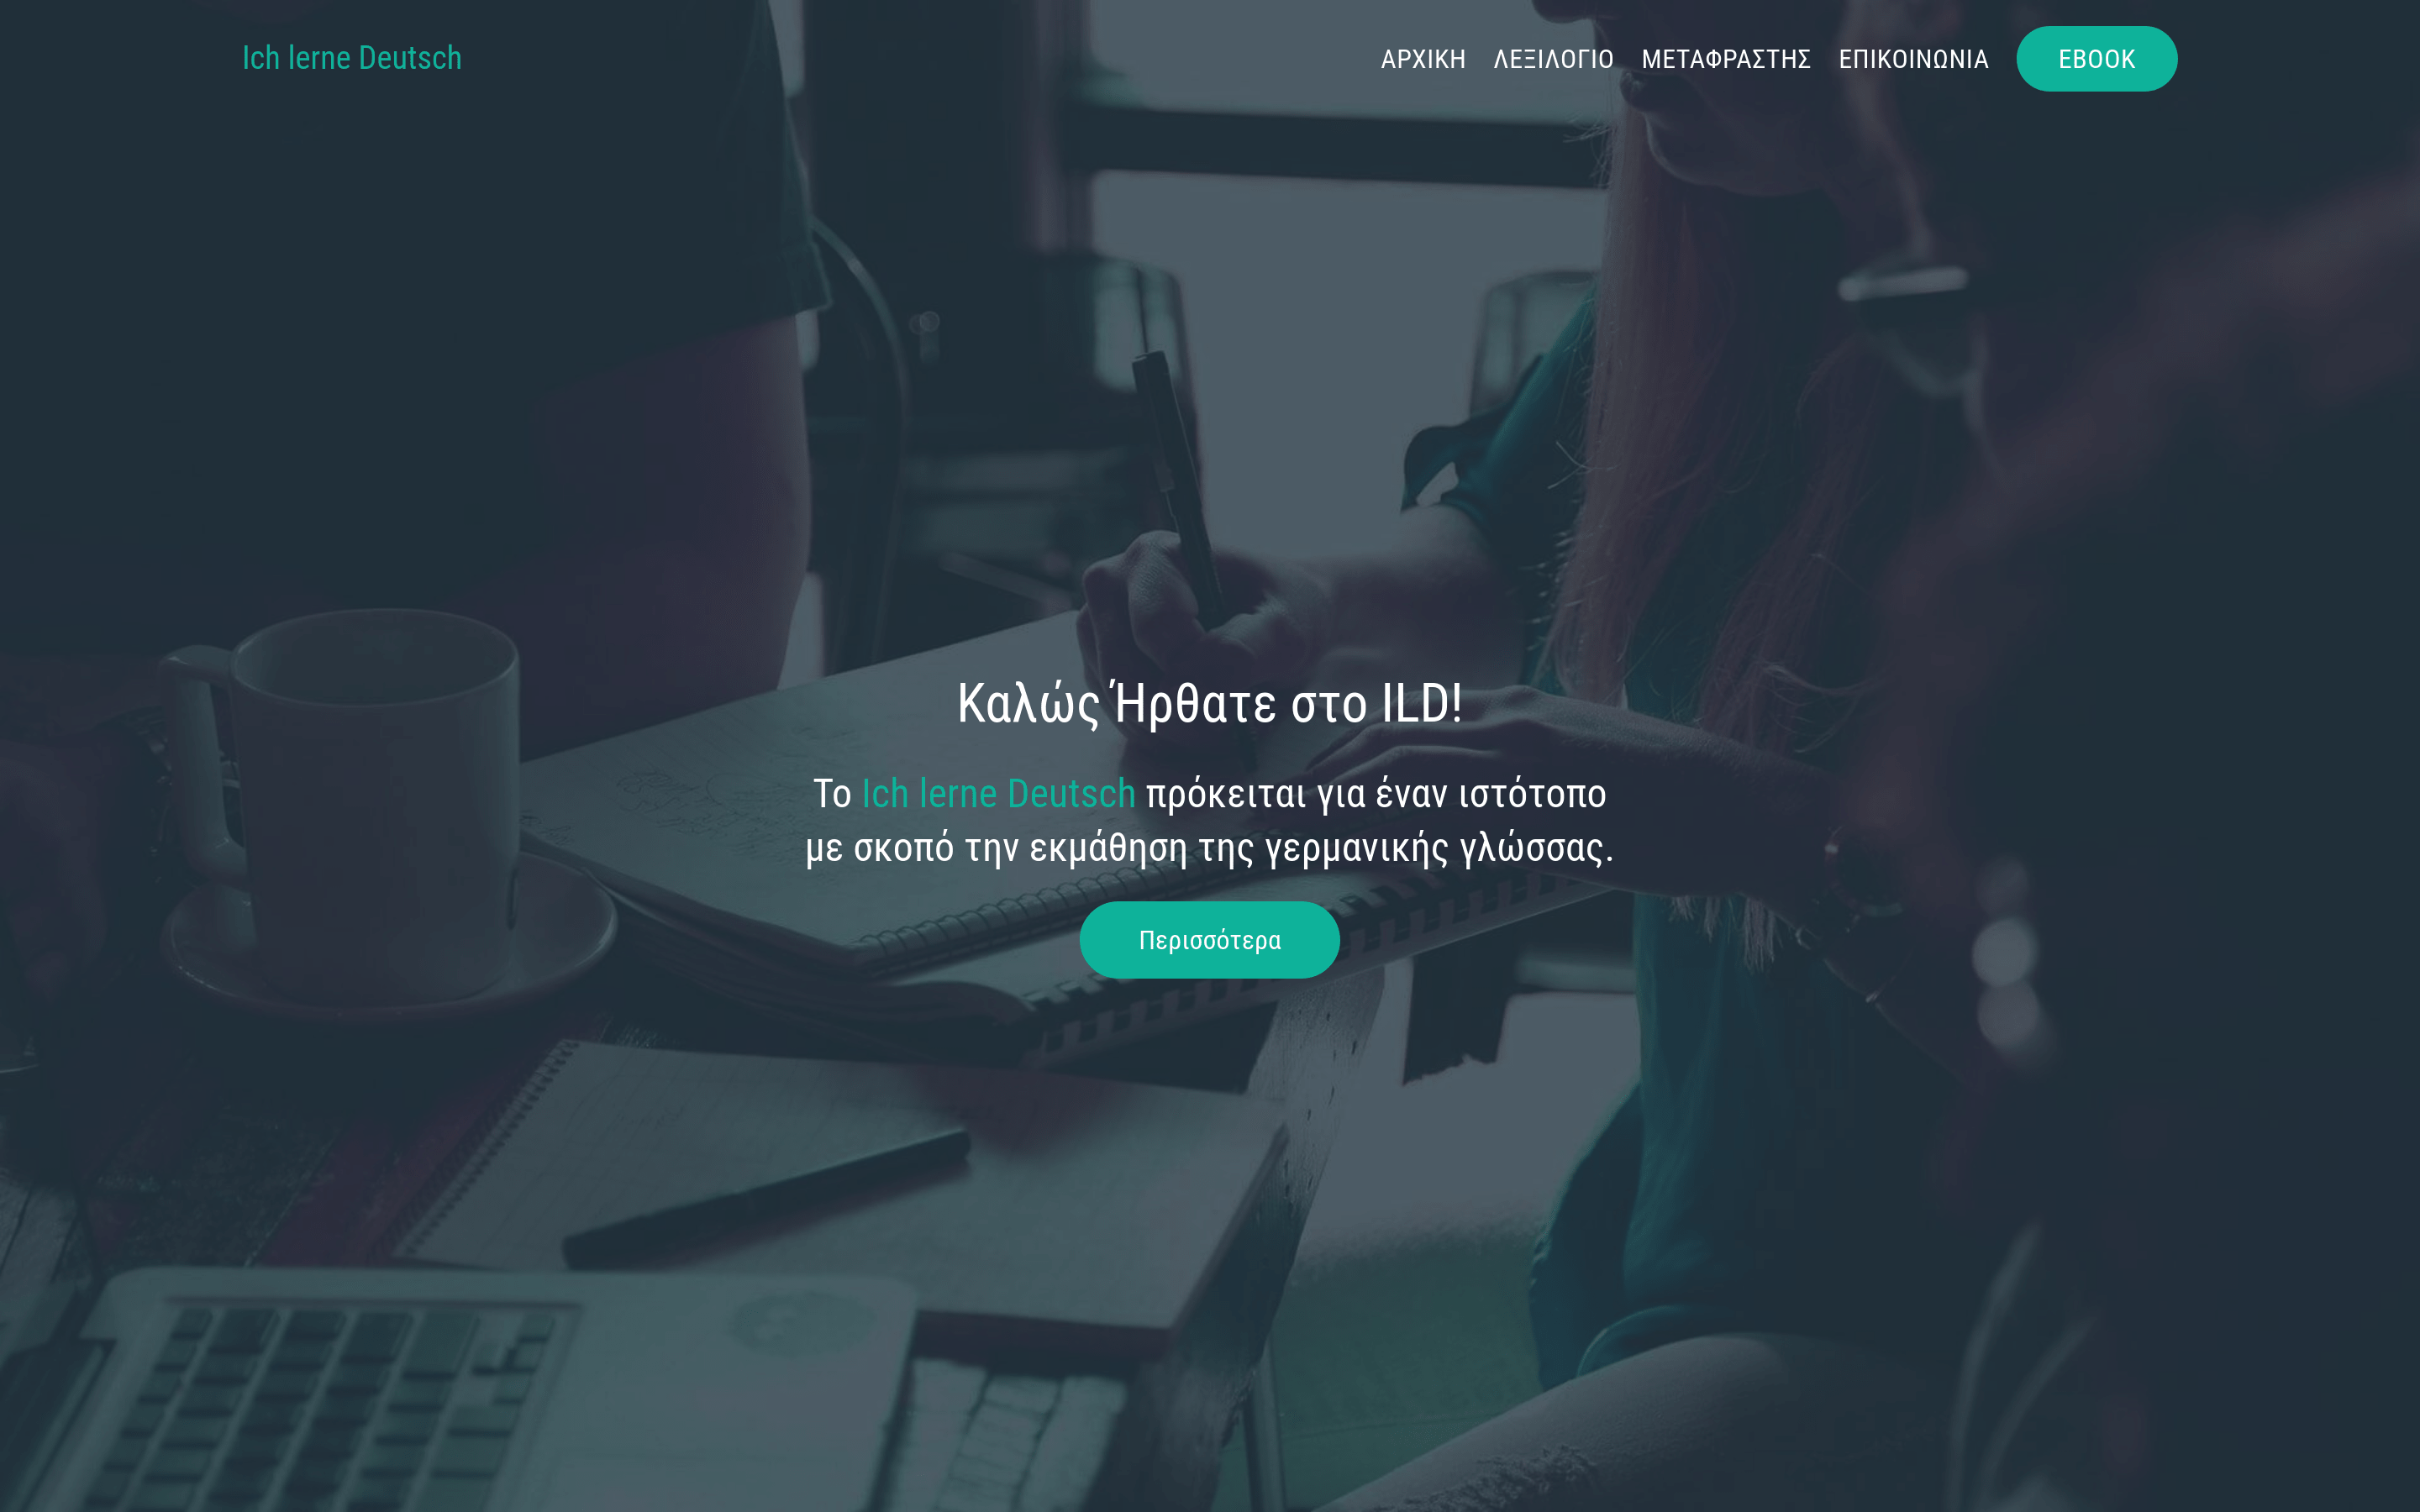 Ich lerne Deutsch
ΑΡΧΙΚΗ ΛΕΞΙΛΟΓΙΟ ΜΕΤΑΦΡΑΣΤΗΣ ΕΠΙΚΟΙΝΩΝΙΑ EBOOK
Καλώς Ήρθατε στο ILD!
Το Ich lerne Deutsch πρόκειται για έναν ιστότοπο
με σκοπό την εκμάθηση της γερμανικής γλώσσας.
Περισσότερα